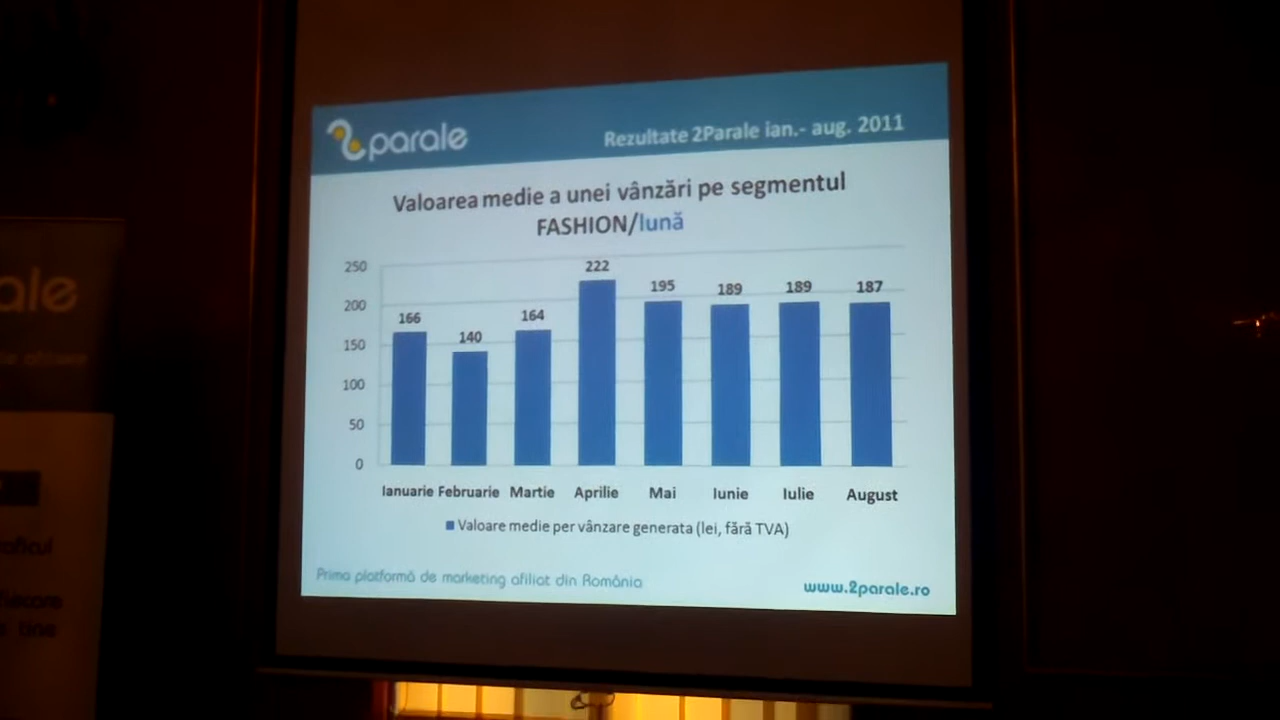 2parale
Rezultate 2Parale ian.- aug. 2011
Valoarea medie a unei vânzări pe segmentul
FASHION/lună
250
200
150
100
50
0
166
140
164
222
195
189
189
187
Ianuarie Februarie Martie Aprilie Mai Iunie Iulie August
Valoare medie per vânzare generata (lei, fără TVA)
Prima platformă de marketing afiliat din România
www.2parale.ro
ale